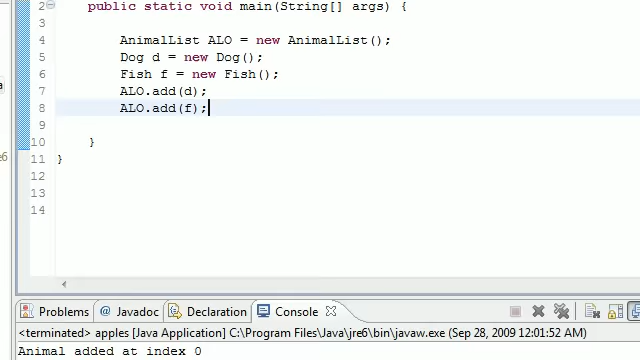 2 public static void main(String[] args) {
3
4 AnimalList ALO = new AnimalList();
5 Dog d = new Dog();
6 Fish f = new Fish();
7 ALO.add(d);
8 ALO.add(f);
9
10 }
11 }
12
13
14
Problems @ Javadoc Declaration Console
<terminated> apples [Java Application] C:\Program Files\Java\jre6\bin\javaw.exe (Sep 28, 2009 12:01:52 AM)
Animal added at index 0